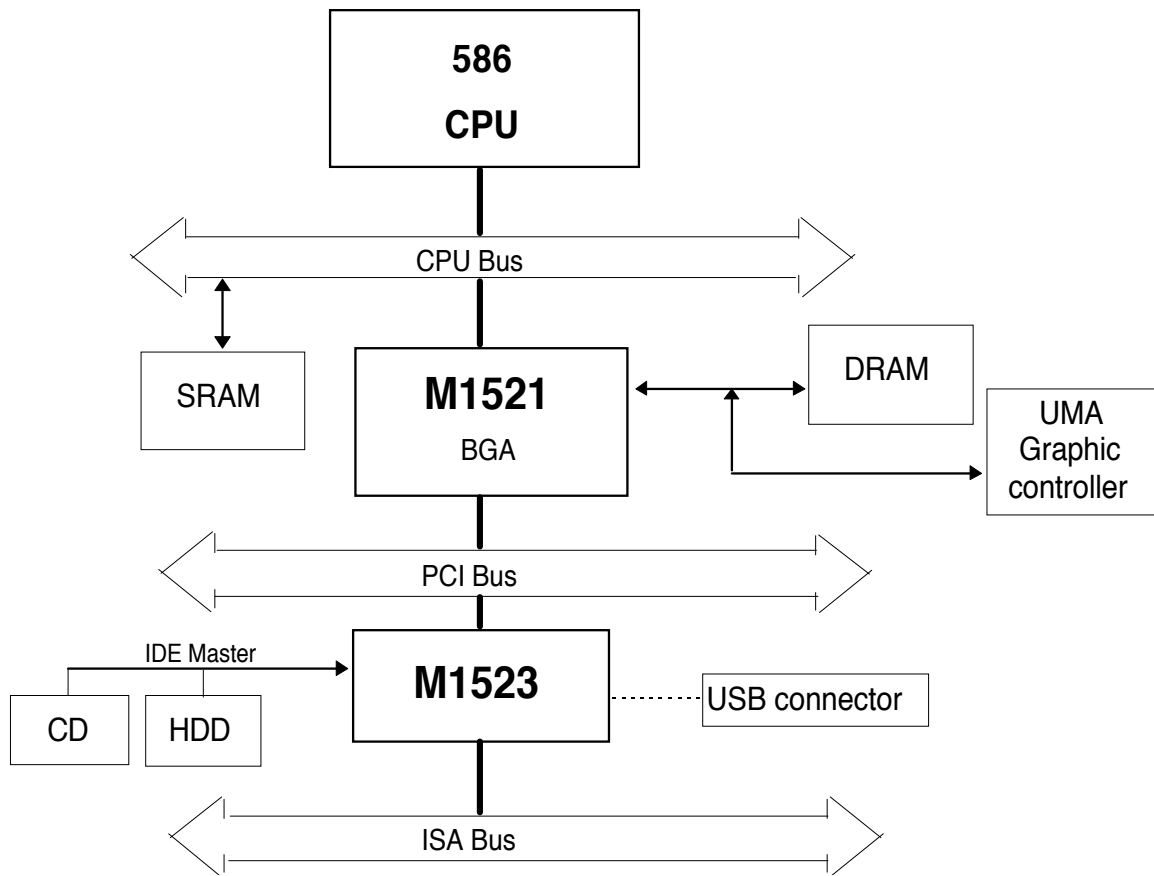 586
CPU
CPU Bus
SRAM
M1521
BGA
DRAM
UMA
Graphic
controller
PCI Bus
IDE Master
M1523
USB connector
CD
HDD
ISA Bus